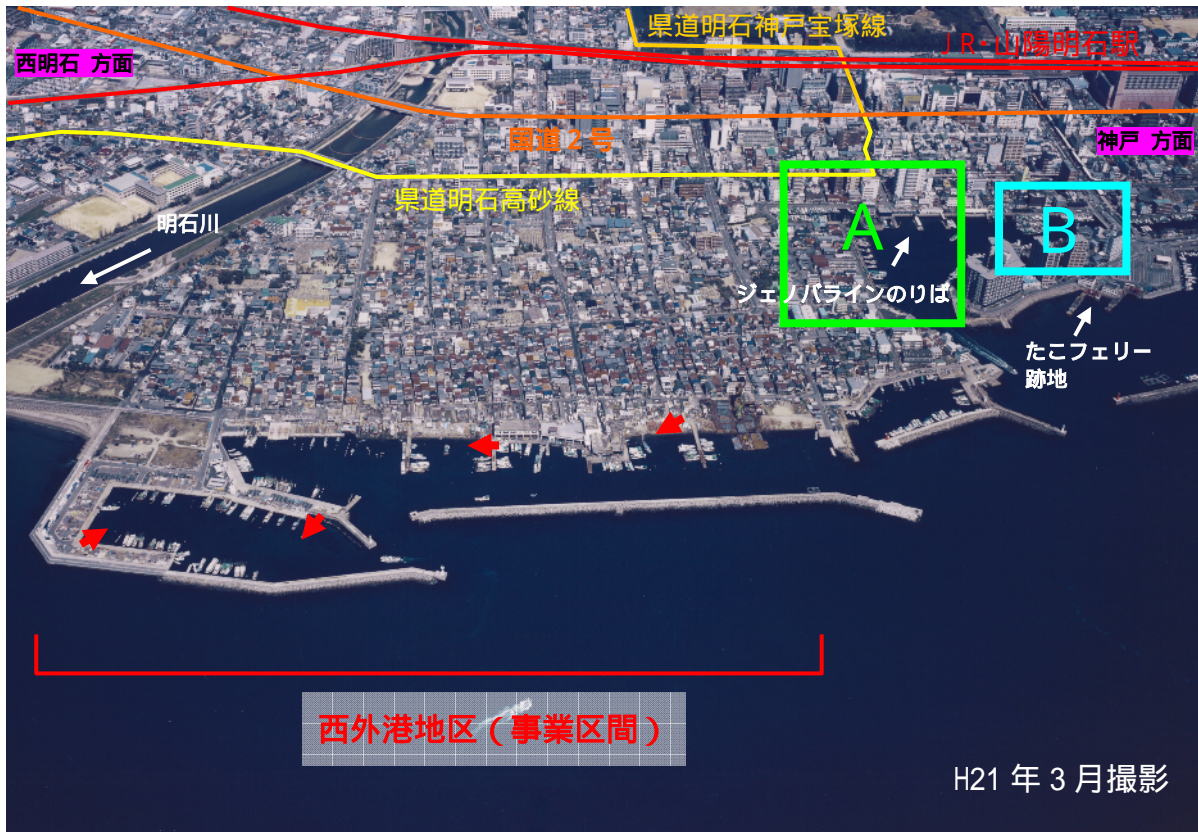 県道明石神戸宝塚線
JR・山陽明石駅
西明石 方面
国道2号
神戸 方面
県道明石高砂線
明石川
A
B
ジェノバラインのりば
たこフェリー
跡地
西外港地区(事業区間)
H21年3月撮影